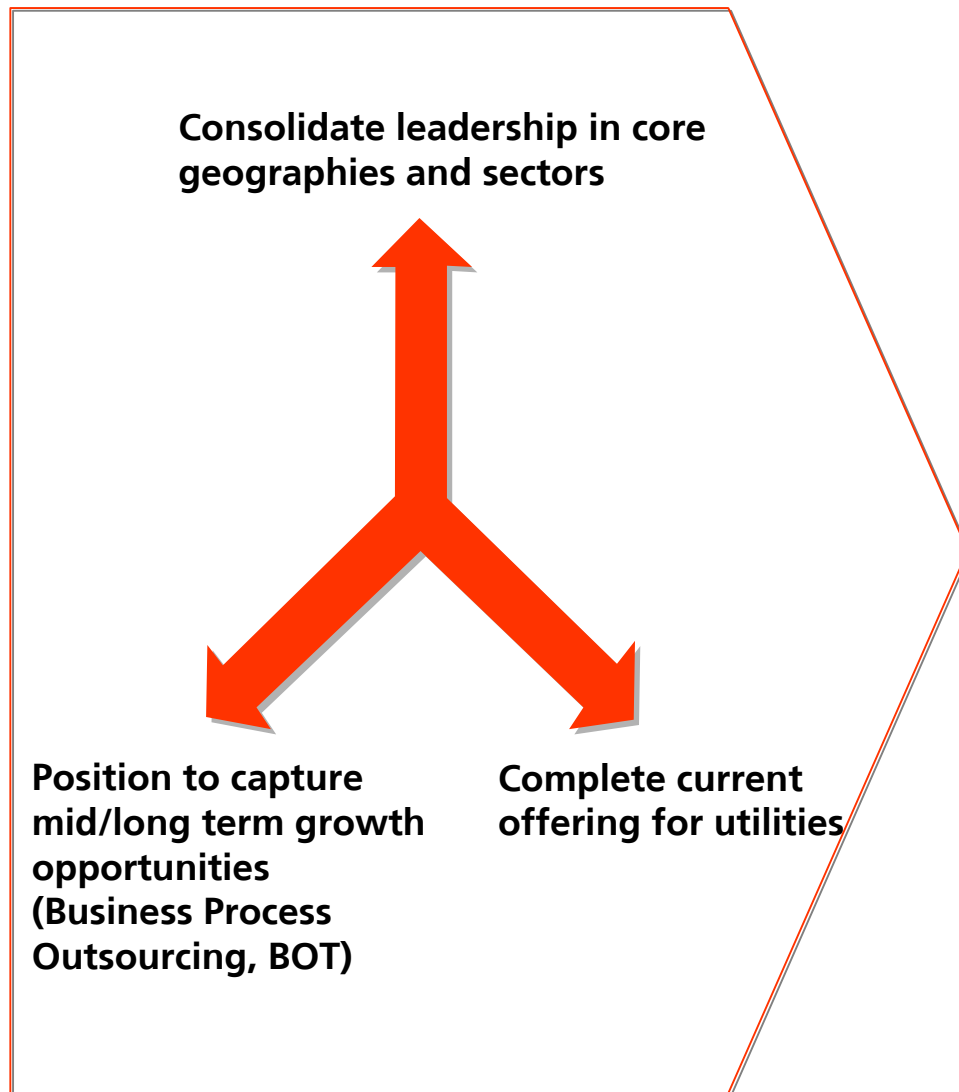 Consolidate leadership in core
geographies and sectors
Position to capture
mid/long term growth
opportunities
(Business Process
Outsourcing, BOT)
Complete current
offering for utilities